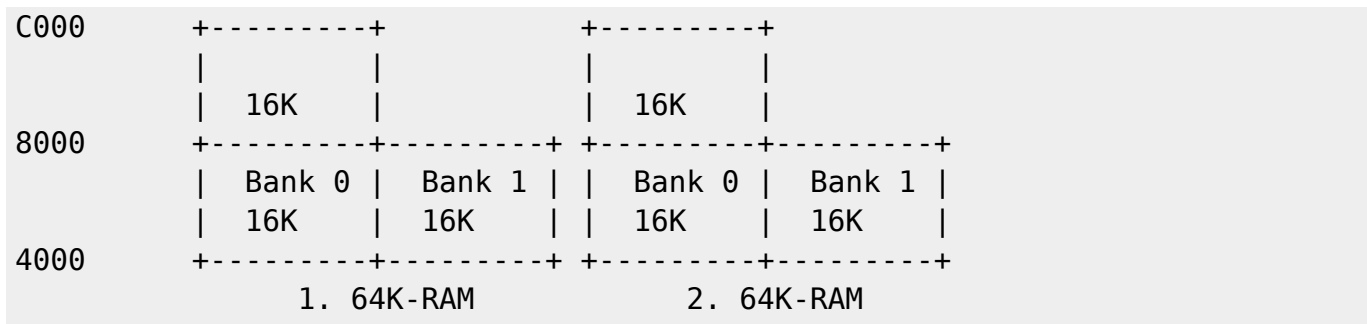 C000       +---------+           +---------+
           |         |           |         |
           |  16K    |           |  16K    |
8000       +---------+---------+ +---------+---------+
           |  Bank 0 |  Bank 1 | |  Bank 0 |  Bank 1 |
           |  16K    |  16K    | |  16K    |  16K    |
4000       +---------+---------+ +---------+---------+
                1. 64K-RAM            2. 64K-RAM